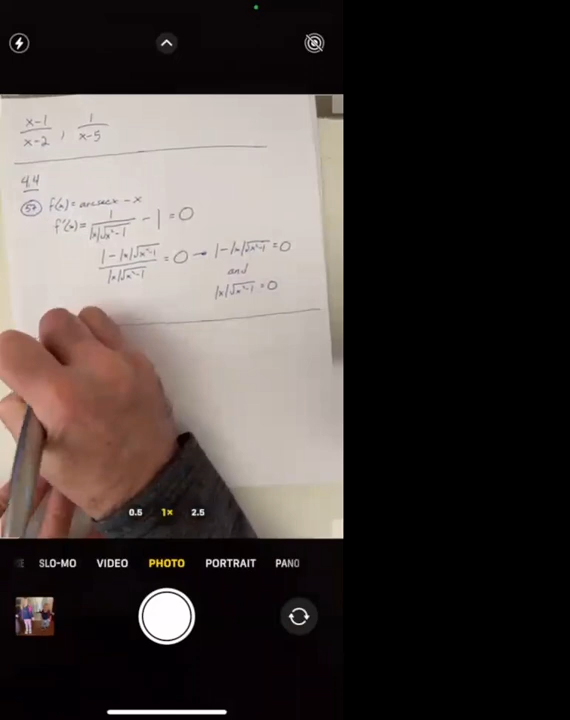 x-1 / x-2 , 1 / x-5
4.4
57 f(x) = arcsecx - x
f'(x) = 1 / |x|√x²-1 - 1 = 0
1 - |x|√x²-1 / |x|√x²-1 = 0 → 1 - |x|√x²-1 = 0
and
|x|√x²-1 = 0
0.5 1× 2.5
SLO-MO VIDEO PHOTO PORTRAIT PANO